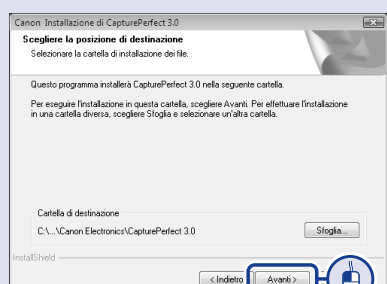 Canon Installazione di CapturePerfect 3.0
Scegliere la posizione di destinazione
Selezionare la cartella di installazione dei file.
Questo programma installerà CapturePerfect 3.0 nella seguente cartella.
Per eseguire l'installazione in questa cartella, scegliere Avanti. Per effettuare l'installazione
in una cartella diversa, scegliere Sfoglia e selezionare un'altra cartella.
Cartella di destinazione
C:\...\Canon Electronics\CapturePerfect 3.0
Sfoglia...
InstallShield
< Indietro
Avanti >